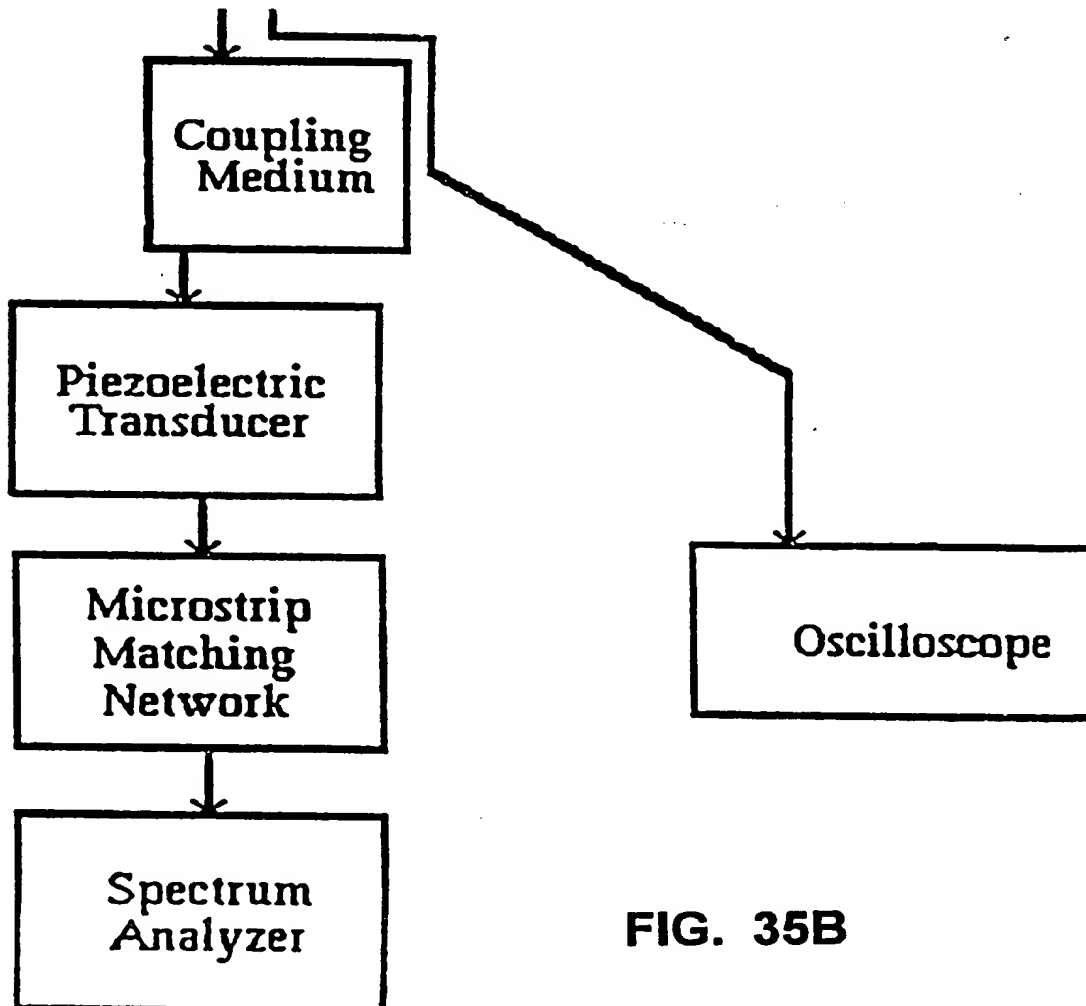 Coupling
Medium
Piezoelectric
Transducer
Microstrip
Matching
Network
Oscilloscope
Spectrum
Analyzer
FIG. 35B